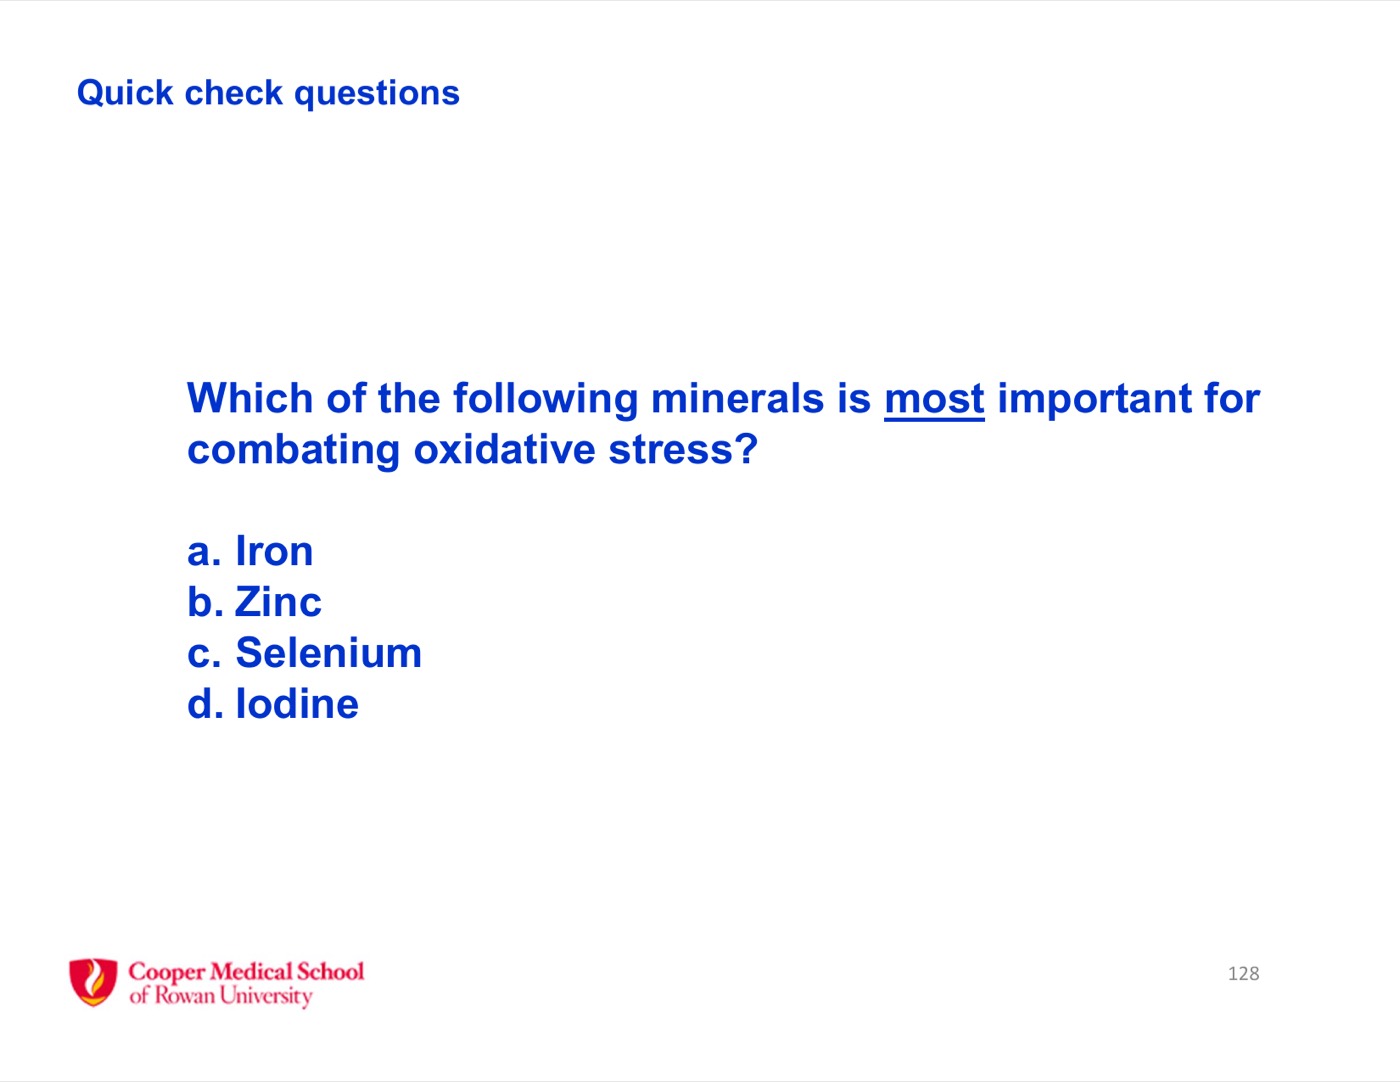 Quick check questions
Which of the following minerals is most important for
combating oxidative stress?
a. Iron
b. Zinc
c. Selenium
d. Iodine
Cooper Medical School
of Rowan University
128